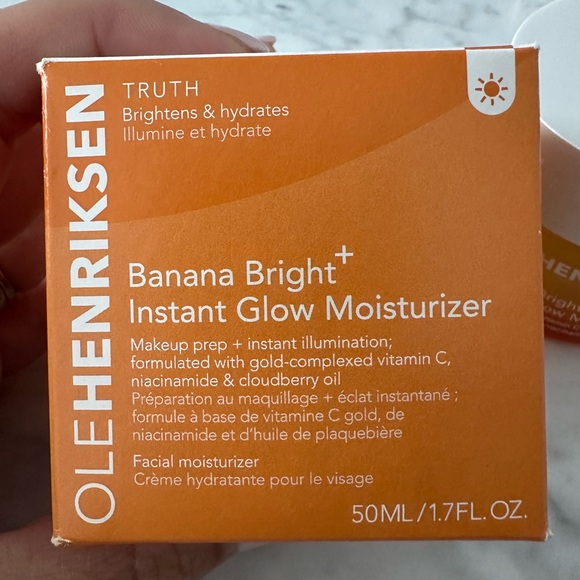 OLEHENRIKSEN
TRUTH
Brightens & hydrates
Illumine et hydrate
Banana Bright+
Instant Glow Moisturizer
Makeup prep + instant illumination;
formulated with gold-complexed vitamin C,
niacinamide & cloudberry oil
Préparation au maquillage + éclat instantané ;
formule à base de vitamine C gold, de
niacinamide et d'huile de plaquebière
Facial moisturizer
Crème hydratante pour le visage
50ML/1.7FL.OZ.